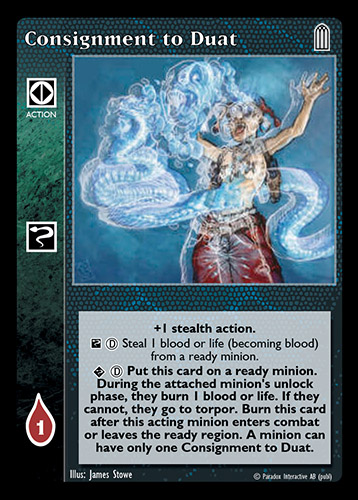 Consignment to Duat
ACTION
+1 stealth action.
D Steal 1 blood or life (becoming blood)
from a ready minion.
D Put this card on a ready minion.
During the attached minion's unlock
phase, they burn 1 blood or life. If they
cannot, they go to torpor. Burn this card
after this acting minion enters combat
or leaves the ready region. A minion can
have only one Consignment to Duat.
1
Illus: James Stowe
© Paradox Interactive AB (publ)